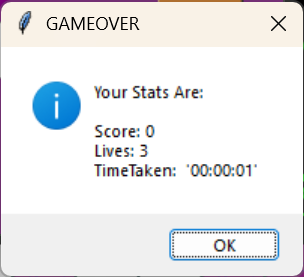 GAMEOVER
Your Stats Are:
Score: 0
Lives: 3
TimeTaken: '00:00:01'
OK